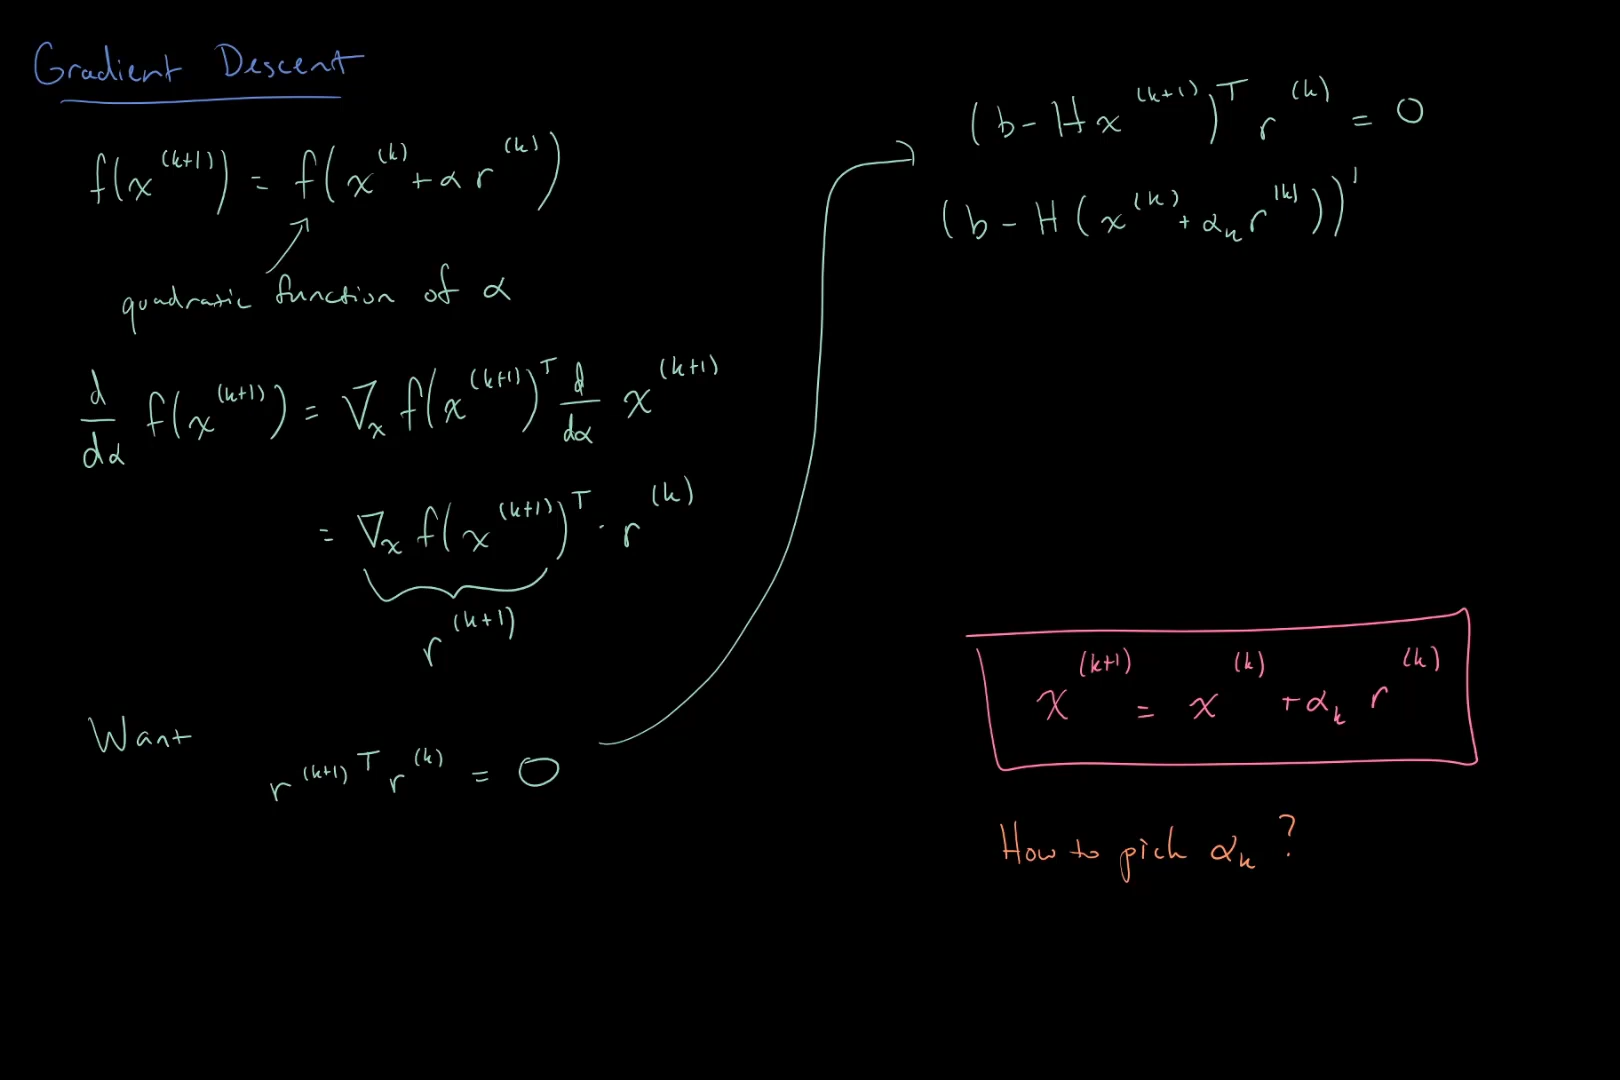 Gradient Descent
f(x^(k+1)) = f(x^(k) + α r^(k))
quadratic function of α
d/dα f(x^(k+1)) = ∇_x f(x^(k+1))^T d/dα x^(k+1)
= ∇_x f(x^(k+1))^T · r^(k)
r^(k+1)
Want
r^(k+1)^T r^(k) = 0
(b - Hx^(k+1))^T r^(k) = 0
(b - H(x^(k) + α_k r^(k)))
x^(k+1) = x^(k) + α_k r^(k)
How to pick α_k ?